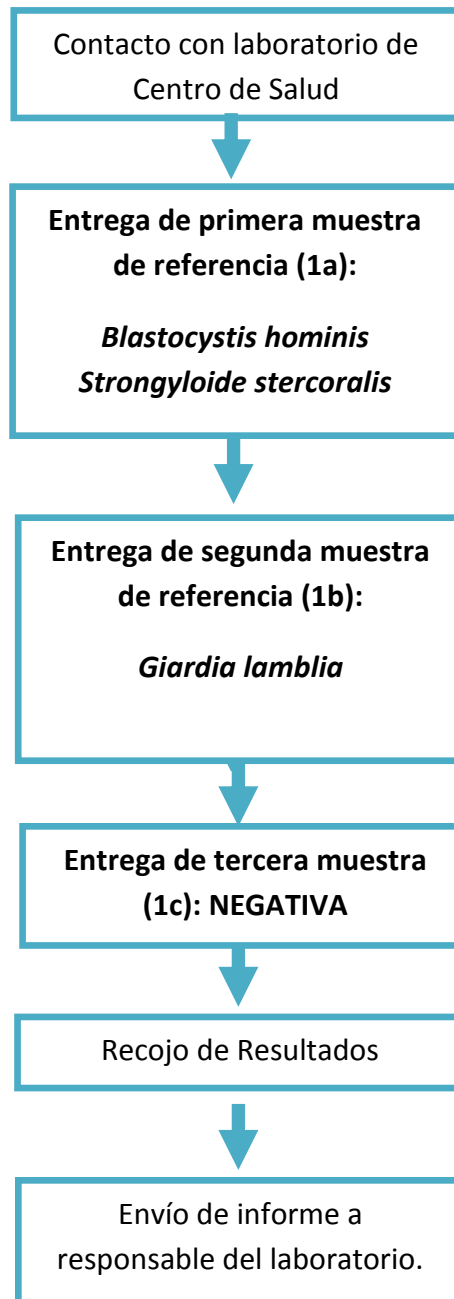 Contacto con laboratorio de
Centro de Salud
Entrega de primera muestra
de referencia (1a):
Blastocystis hominis
Strongyloide stercoralis
Entrega de segunda muestra
de referencia (1b):
Giardia lamblia
Entrega de tercera muestra
(1c): NEGATIVA
Recojo de Resultados
Envío de informe a
responsable del laboratorio.